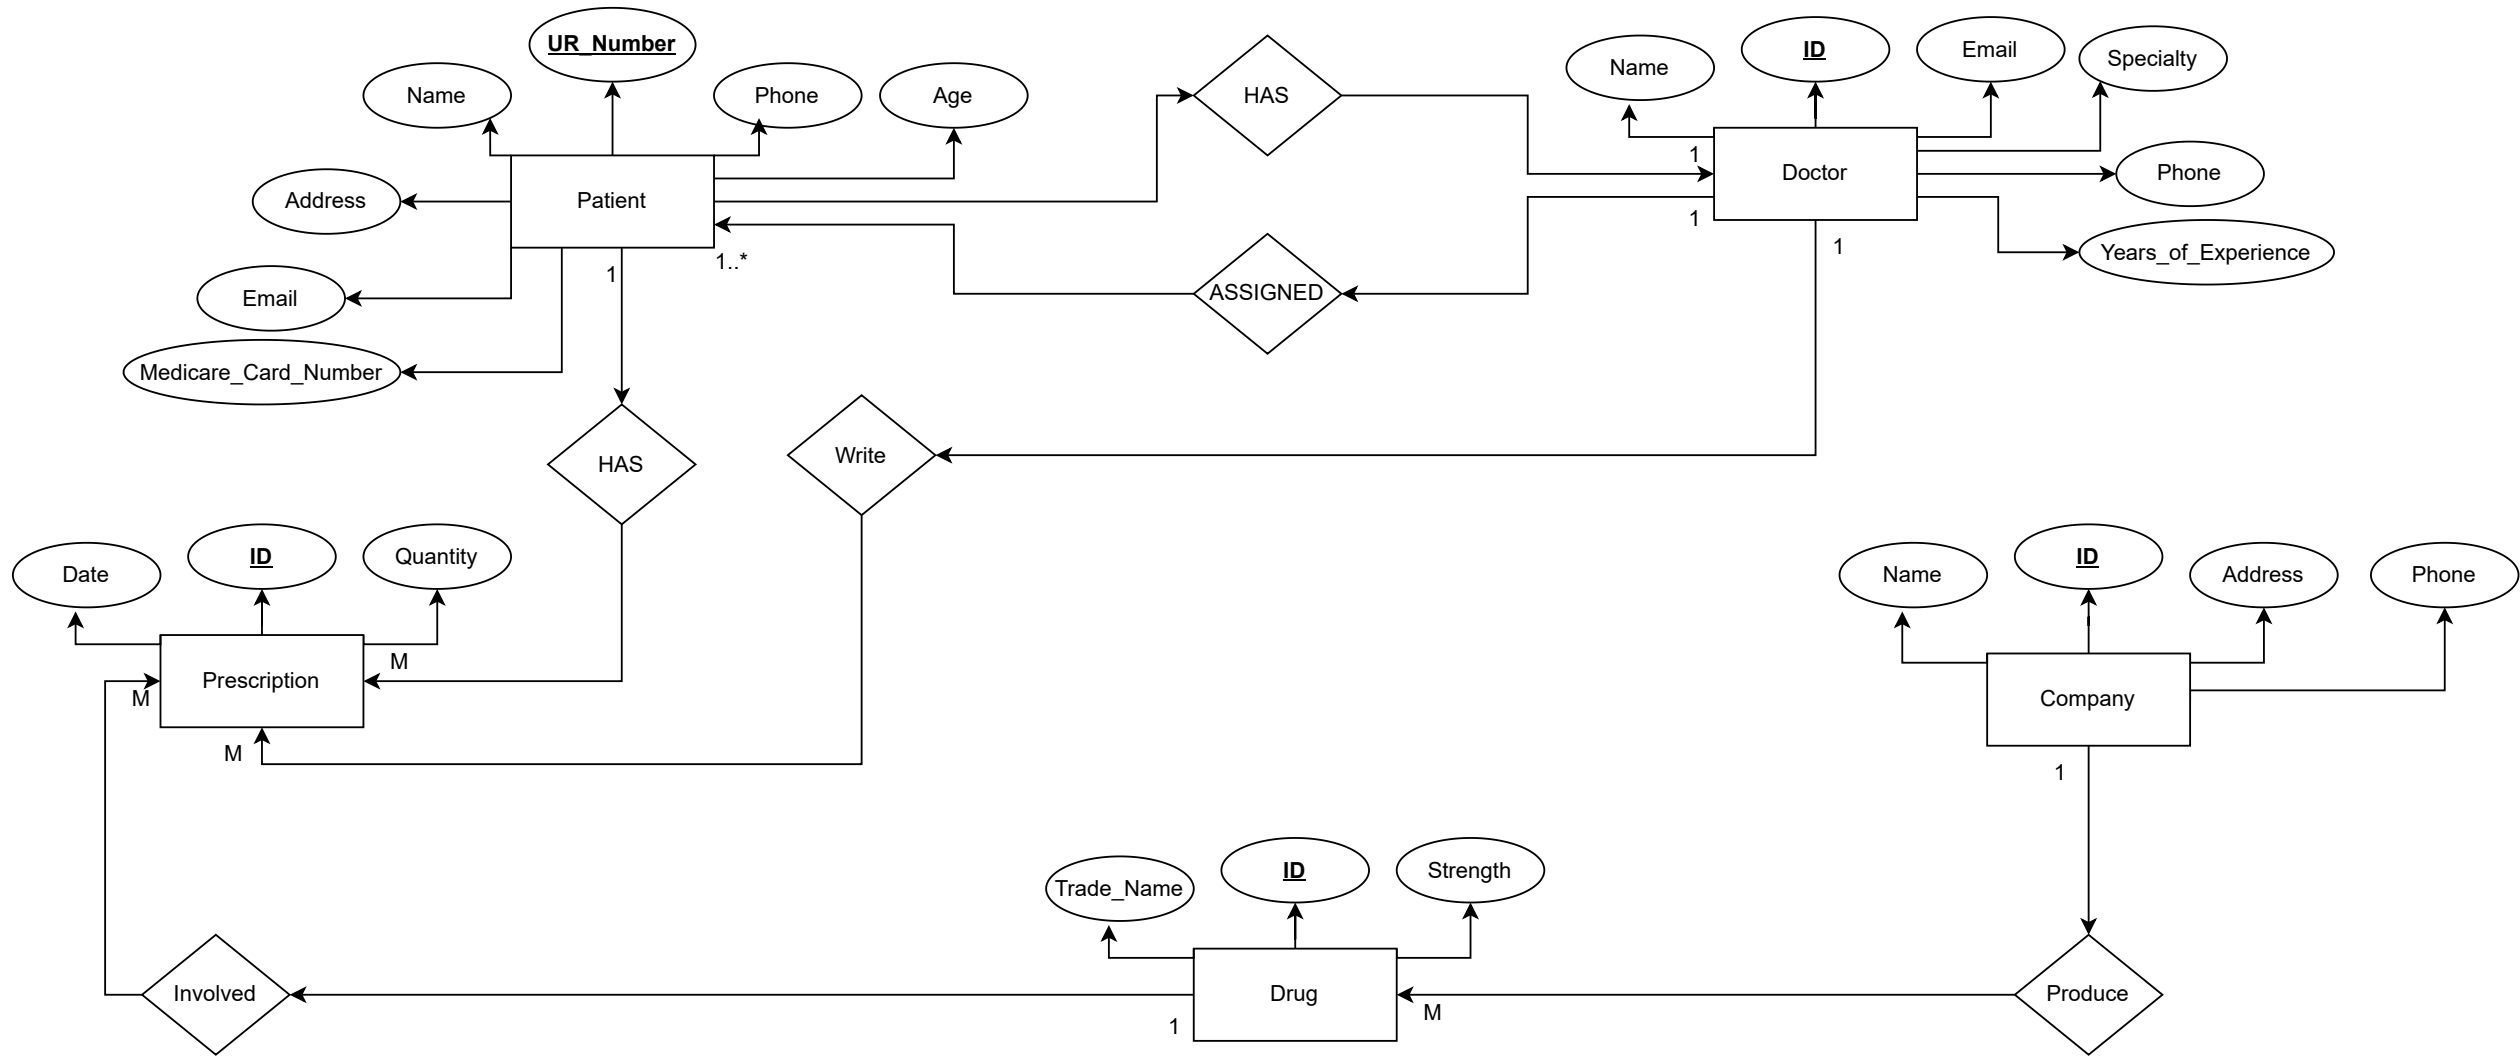 UR_Number
ID
Email
Specialty
Name
Name
Phone
Age
HAS
1
Doctor
Phone
Address
Patient
1
1
Years_of_Experience
1..*
1
Email
ASSIGNED
Medicare_Card_Number
HAS
Write
Date
ID
Quantity
Name
ID
Address
Phone
M
Prescription
M
Company
M
1
Trade_Name
ID
Strength
Involved
Drug
Produce
M
1